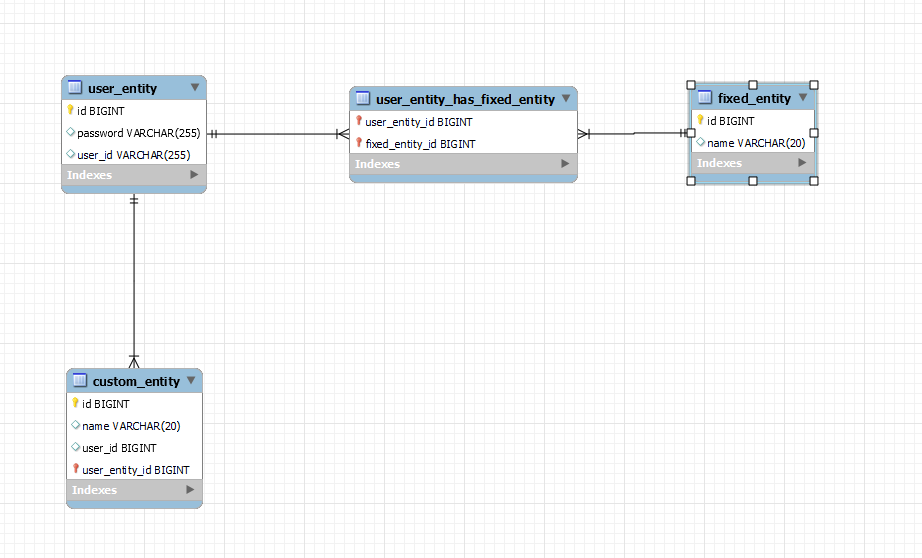 user_entity
id BIGINT
password VARCHAR(255)
user_id VARCHAR(255)
Indexes
user_entity_has_fixed_entity
user_entity_id BIGINT
fixed_entity_id BIGINT
Indexes
fixed_entity
id BIGINT
name VARCHAR(20)
Indexes
custom_entity
id BIGINT
name VARCHAR(20)
user_id BIGINT
user_entity_id BIGINT
Indexes